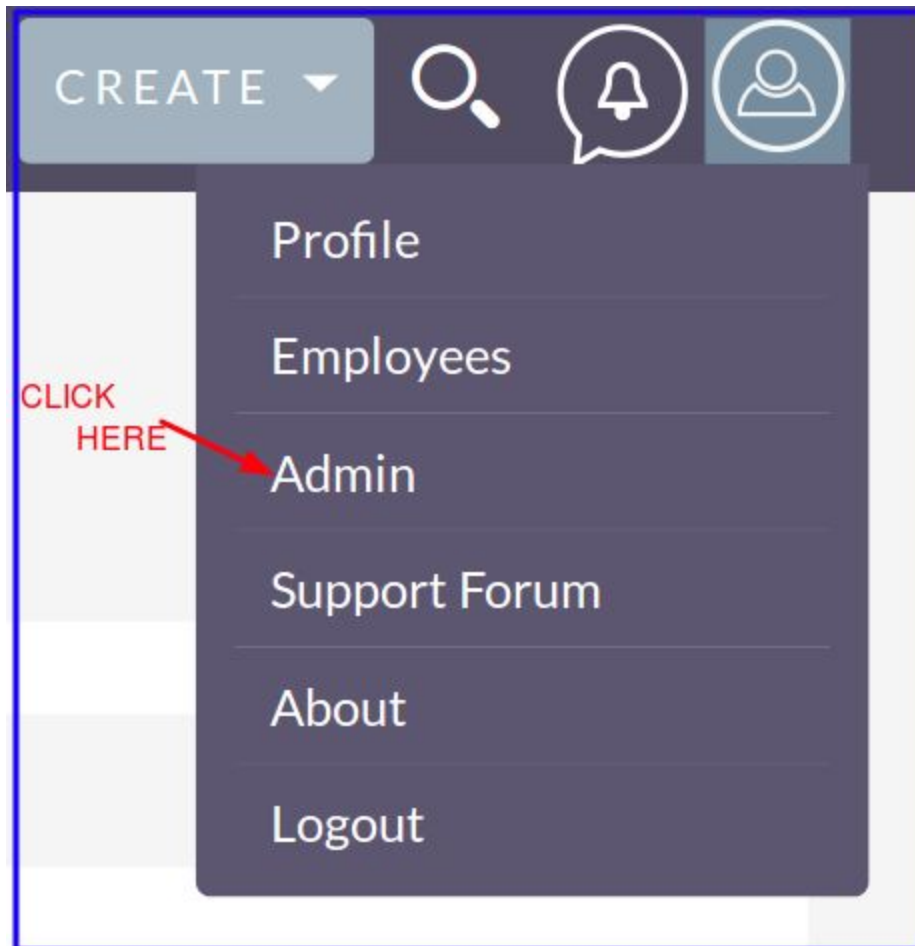 CREATE
Profile
Employees
CLICK
HERE
Admin
Support Forum
About
Logout